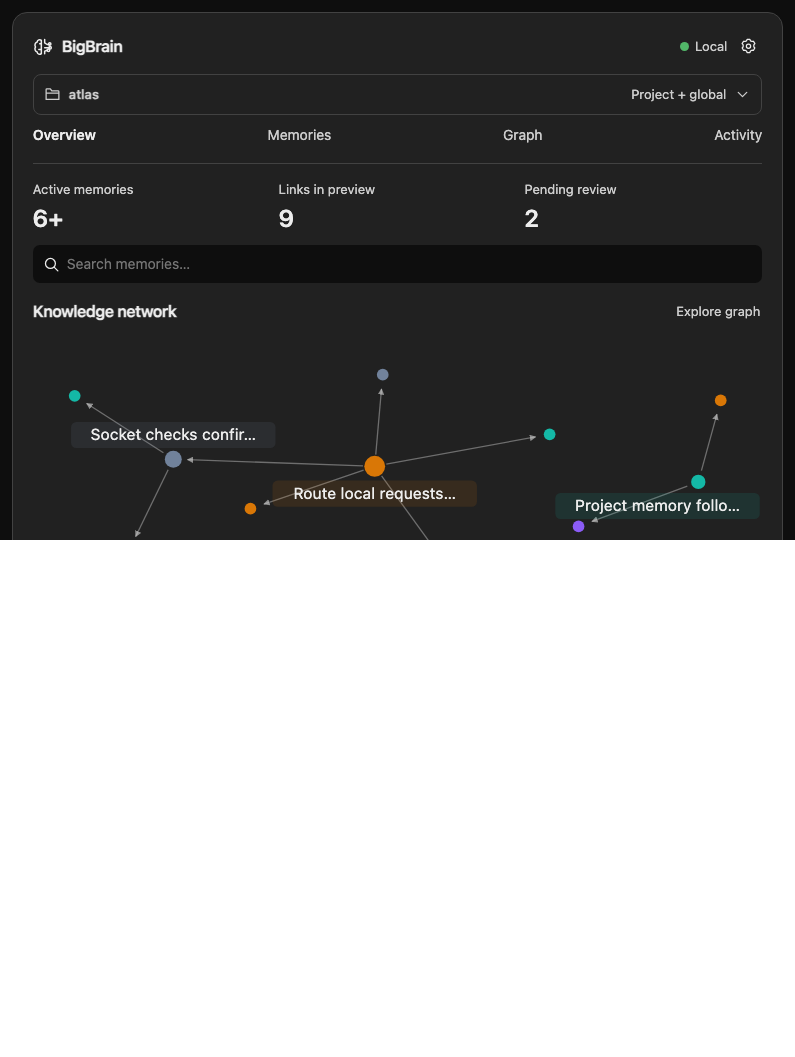 BigBrain
Local
atlas
Project + global
Overview
Memories
Graph
Activity
Active memories
Links in preview
Pending review
6+
9
2
Search memories...
Knowledge network
Explore graph
Socket checks confir...
Route local requests...
Project memory follo...